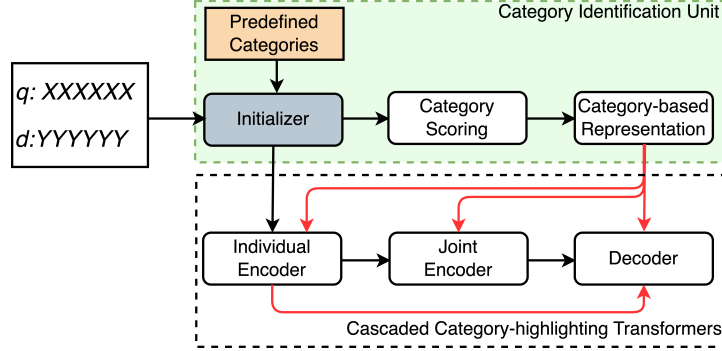 Category Identification Unit
Predefined
Categories
q: XXXXXX
d:YYYYYY
Initializer
Category
Scoring
Category-based
Representation
Individual
Encoder
Joint
Encoder
Decoder
Cascaded Category-highlighting Transformers